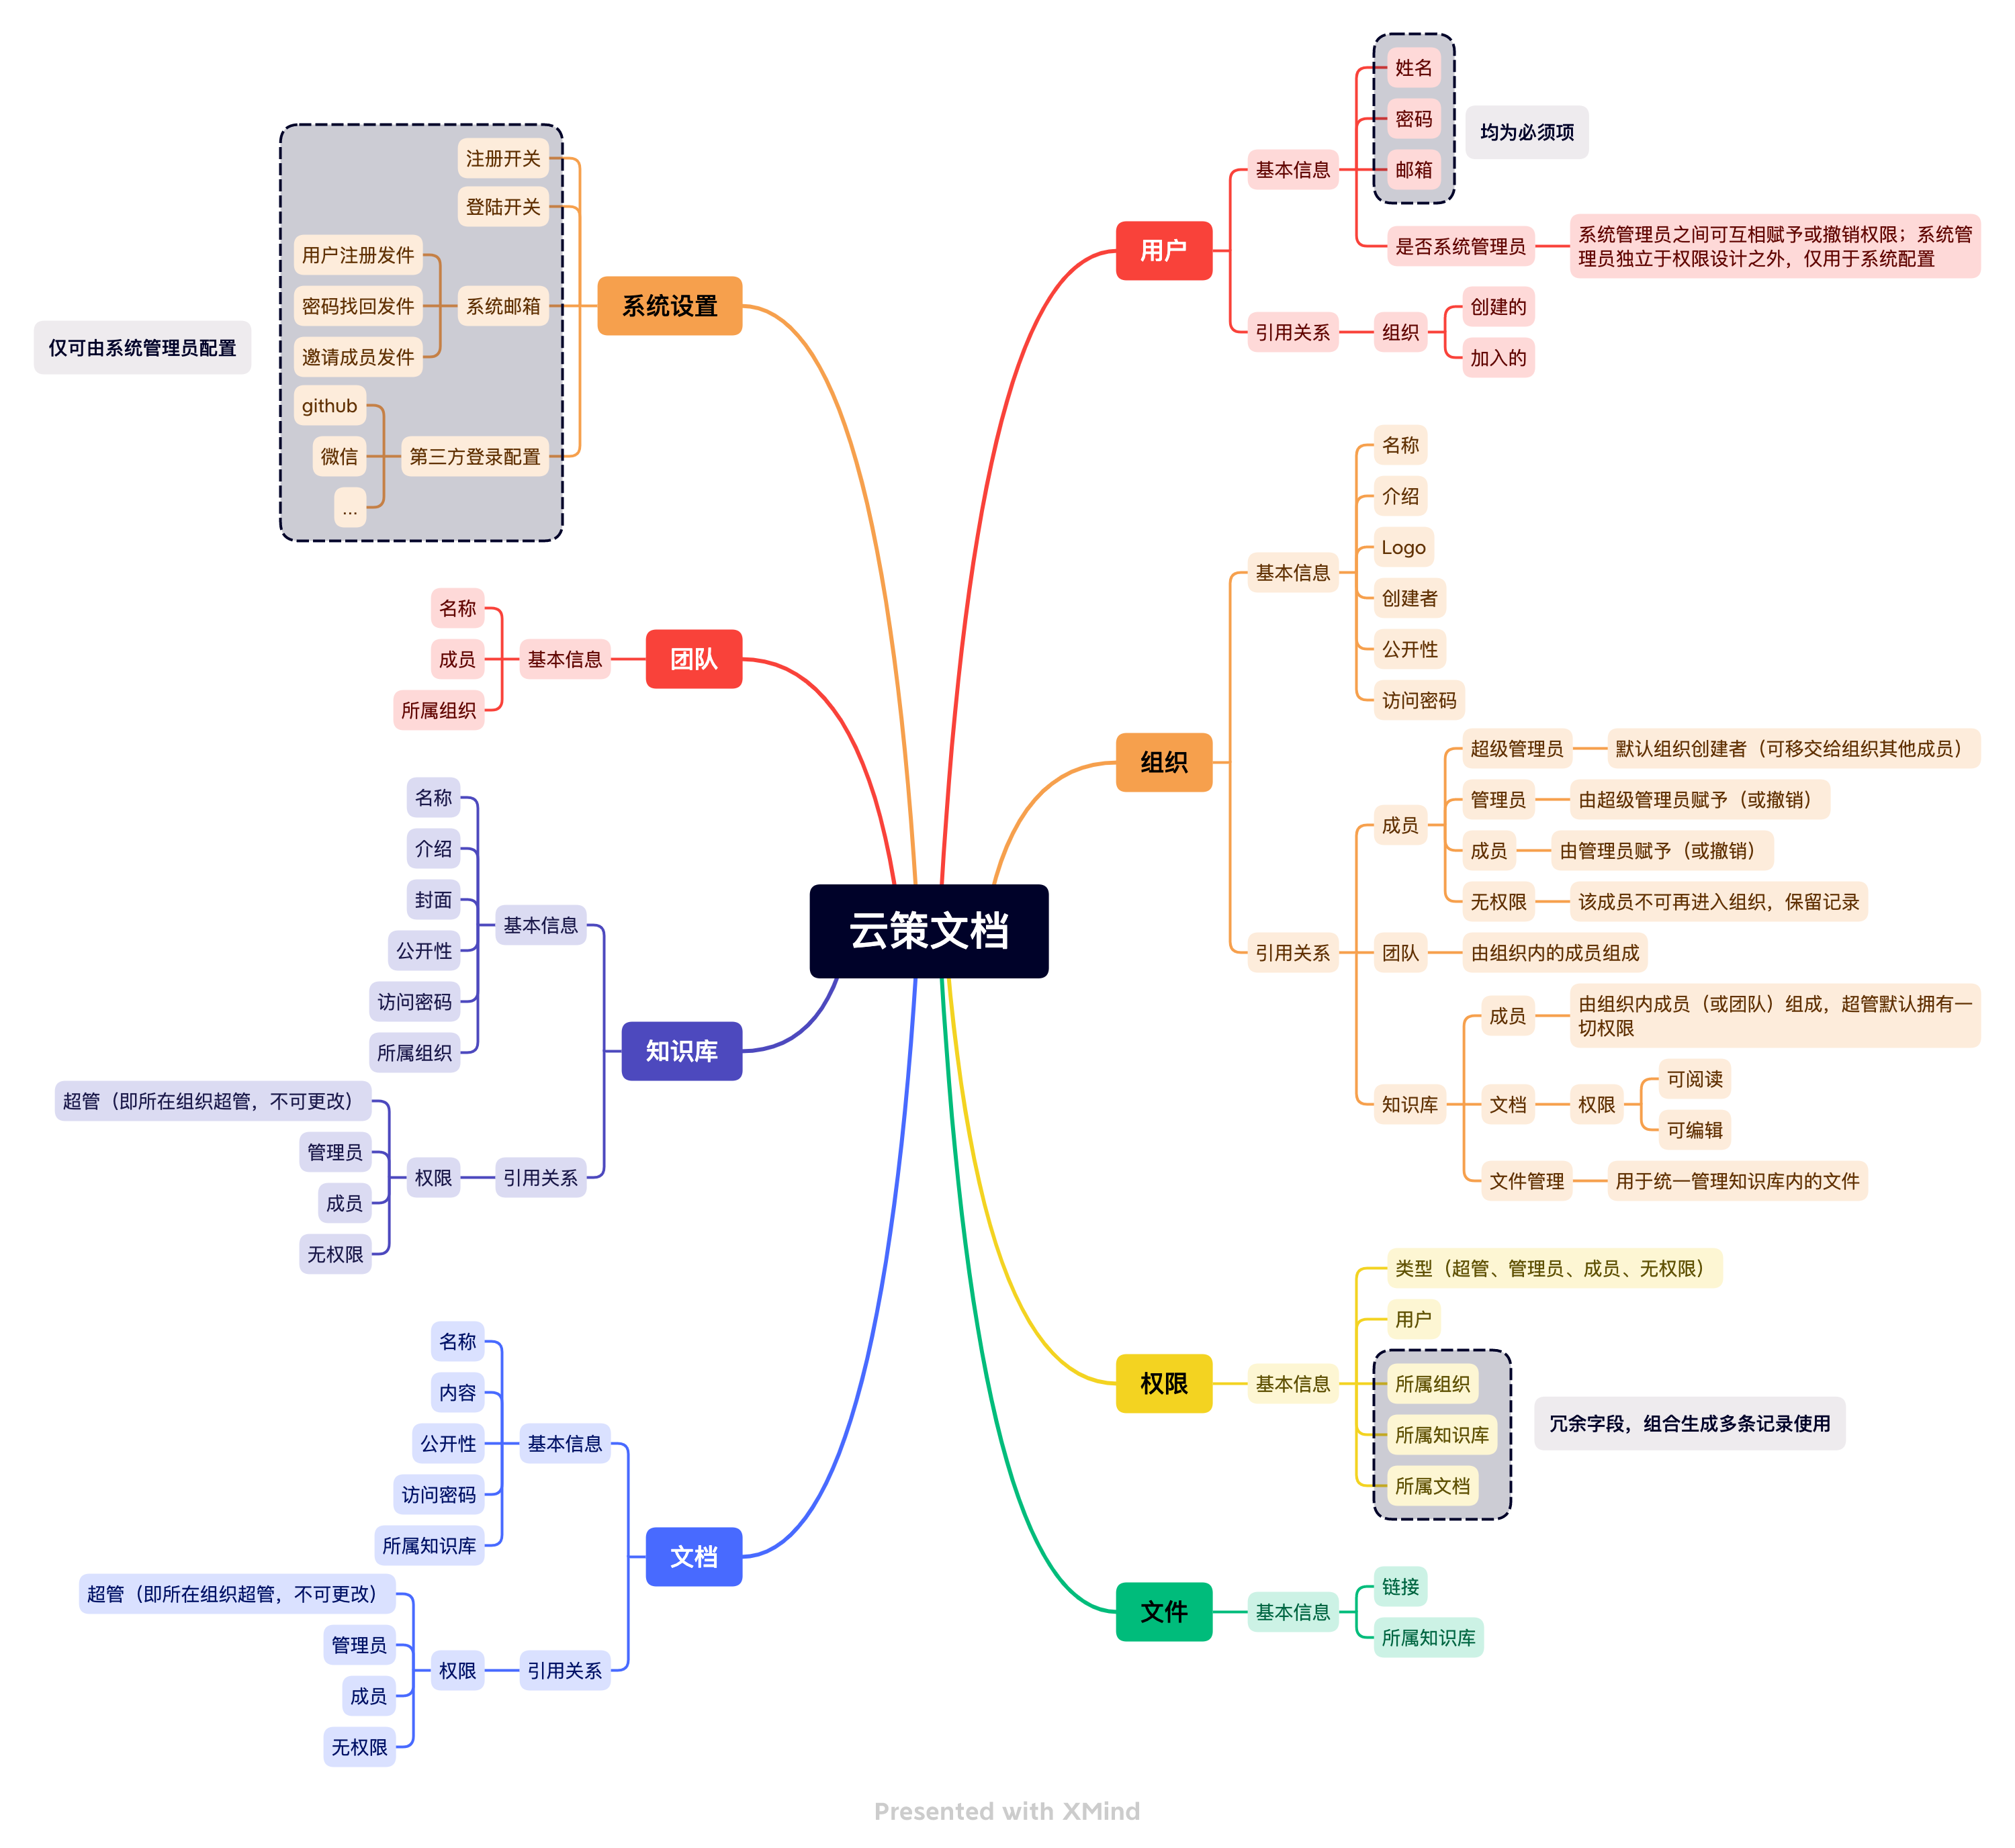 云策文档
用户
基本信息
姓名
密码
邮箱
均为必须项
是否系统管理员
系统管理员之间可互相赋予或撤销权限；系统管
理员独立于权限设计之外，仅用于系统配置
引用关系
组织
创建的
加入的
组织
基本信息
名称
介绍
Logo
创建者
公开性
访问密码
引用关系
成员
超级管理员
默认组织创建者（可移交给组织其他成员）
管理员
由超级管理员赋予（或撤销）
成员
由管理员赋予（或撤销）
无权限
该成员不可再进入组织，保留记录
团队
由组织内的成员组成
知识库
成员
由组织内成员（或团队）组成，超管默认拥有一
切权限
文档
权限
可阅读
可编辑
文件管理
用于统一管理知识库内的文件
权限
基本信息
类型（超管、管理员、成员、无权限）
用户
所属组织
所属知识库
所属文档
冗余字段，组合生成多条记录使用
文件
基本信息
链接
所属知识库
系统设置
注册开关
登陆开关
系统邮箱
用户注册发件
密码找回发件
邀请成员发件
第三方登录配置
github
微信
...
仅可由系统管理员配置
团队
基本信息
名称
成员
所属组织
知识库
基本信息
名称
介绍
封面
公开性
访问密码
所属组织
引用关系
权限
超管（即所在组织超管，不可更改）
管理员
成员
无权限
文档
基本信息
名称
内容
公开性
访问密码
所属知识库
引用关系
权限
超管（即所在组织超管，不可更改）
管理员
成员
无权限
Presented with XMind